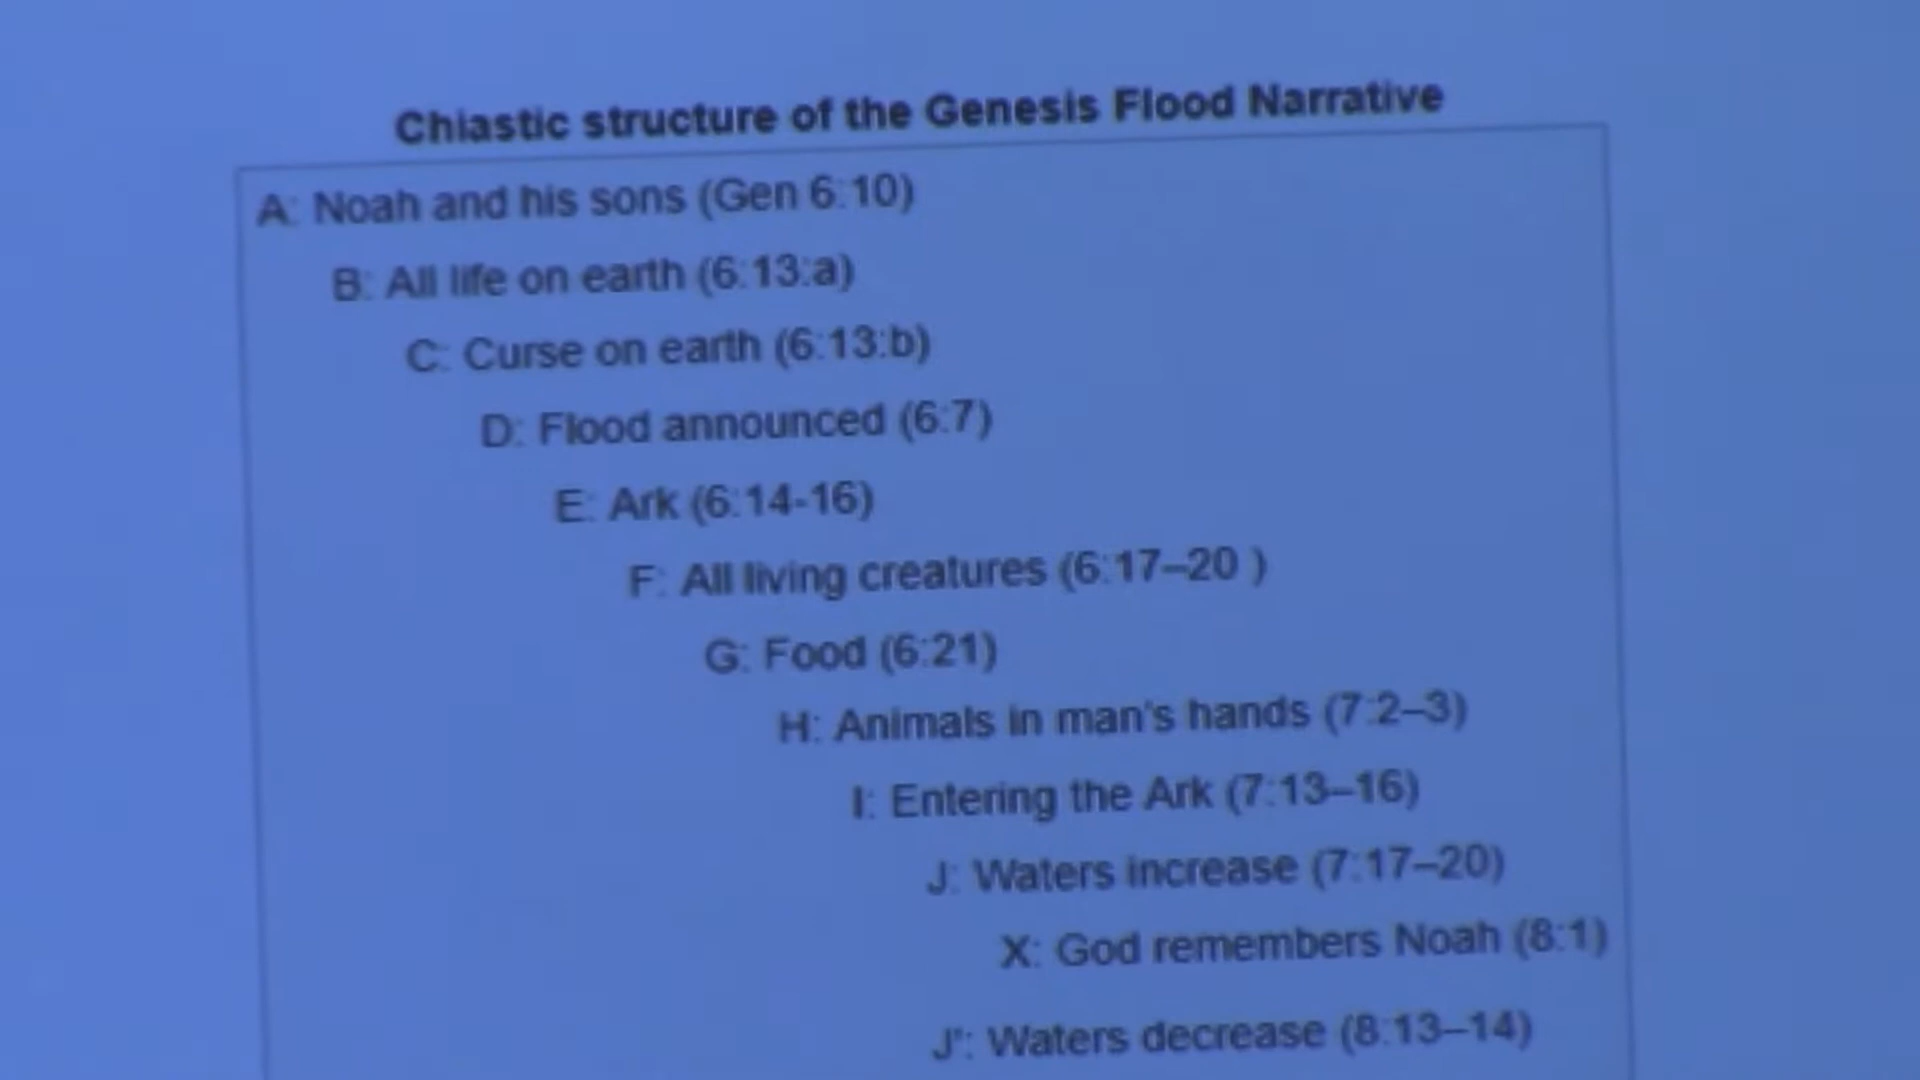 Chiastic structure of the Genesis Flood Narrative
A: Noah and his sons (Gen 6:10)
B: All life on earth (6:13:a)
C: Curse on earth (6:13:b)
D: Flood announced (6:7)
E: Ark (6:14-16)
F: All living creatures (6:17–20 )
G: Food (6:21)
H: Animals in man's hands (7:2–3)
I: Entering the Ark (7:13–16)
J: Waters increase (7:17–20)
X: God remembers Noah (8:1)
J': Waters decrease (8:13–14)